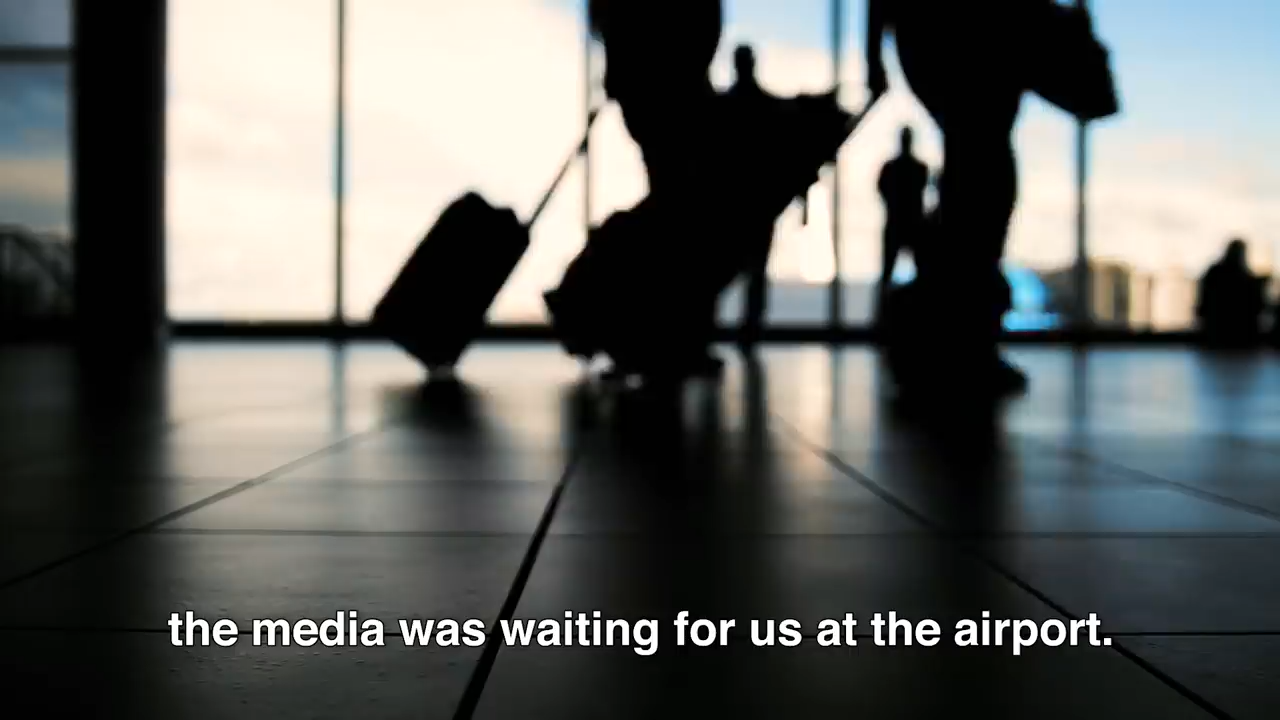 the media was waiting for us at the airport.